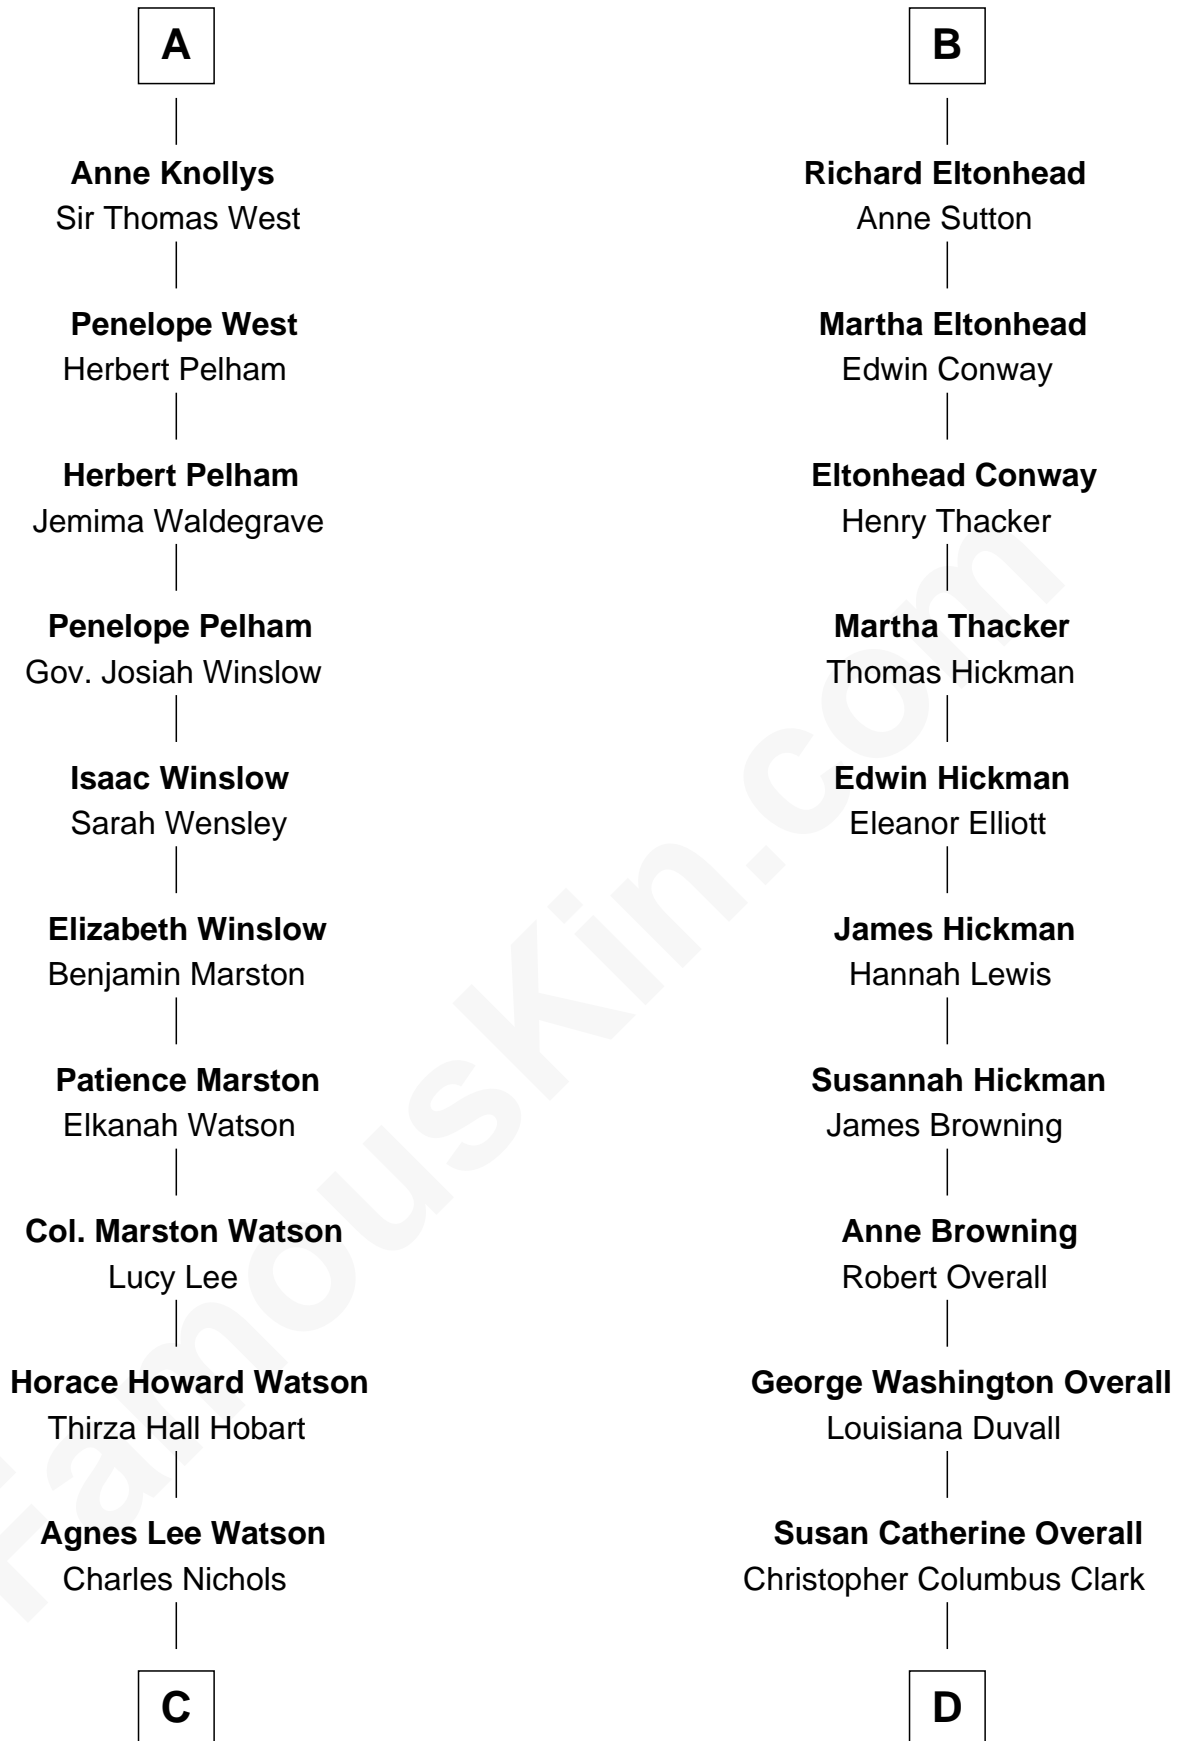 A
Anne Knollys
Sir Thomas West
Penelope West
Herbert Pelham
Herbert Pelham
Jemima Waldegrave
Penelope Pelham
Gov. Josiah Winslow
Isaac Winslow
Sarah Wensley
Elizabeth Winslow
Benjamin Marston
Patience Marston
Elkanah Watson
Col. Marston Watson
Lucy Lee
Horace Howard Watson
Thirza Hall Hobart
Agnes Lee Watson
Charles Nichols
C
B
Richard Eltonhead
Anne Sutton
Martha Eltonhead
Edwin Conway
Eltonhead Conway
Henry Thacker
Martha Thacker
Thomas Hickman
Edwin Hickman
Eleanor Elliott
James Hickman
Hannah Lewis
Susannah Hickman
James Browning
Anne Browning
Robert Overall
George Washington Overall
Louisiana Duvall
Susan Catherine Overall
Christopher Columbus Clark
D
FamousKin.com